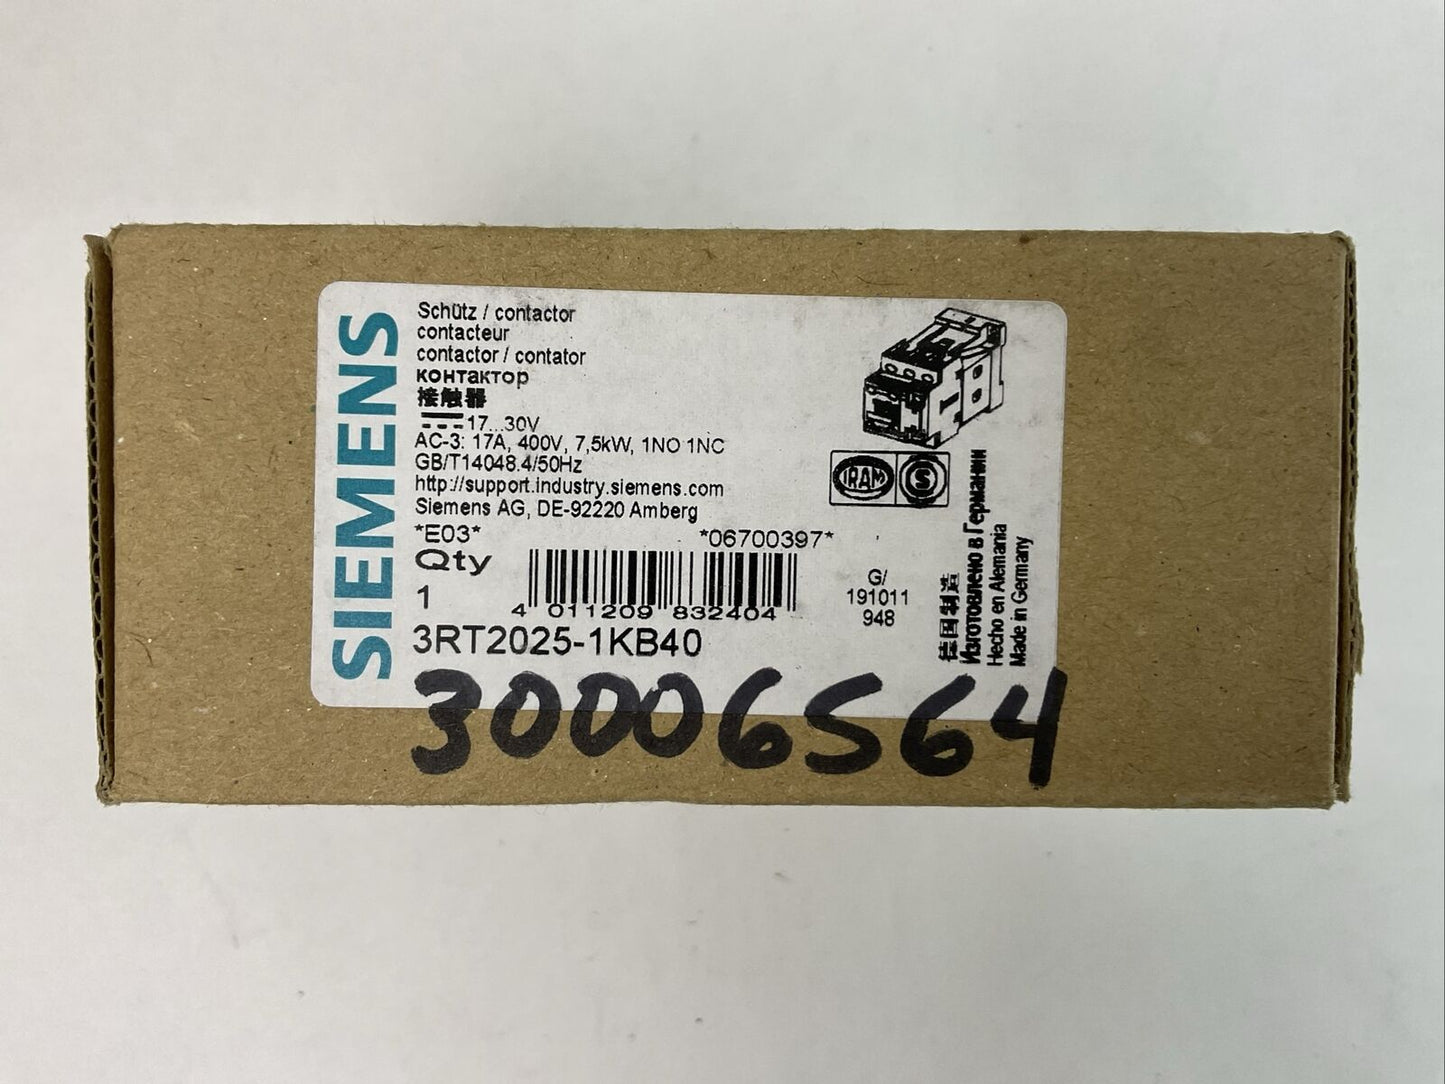 SIEMENS
Schütz / contactor
contacteur
contactor / contator
контактор
接触器
17...30V
AC-3: 17A, 400V, 7,5kW, 1NO 1NC
GB/T14048.4/50Hz
http://support.industry.siemens.com
Siemens AG, DE-92220 Amberg
*E03* *06700397*
Qty
1
4 011209 832404
3RT2025-1KB40
IRAM
S
G/
191011
948
德国制造
Изготовлено в Германии
Hecho en Alemania
Made in Germany
30006564